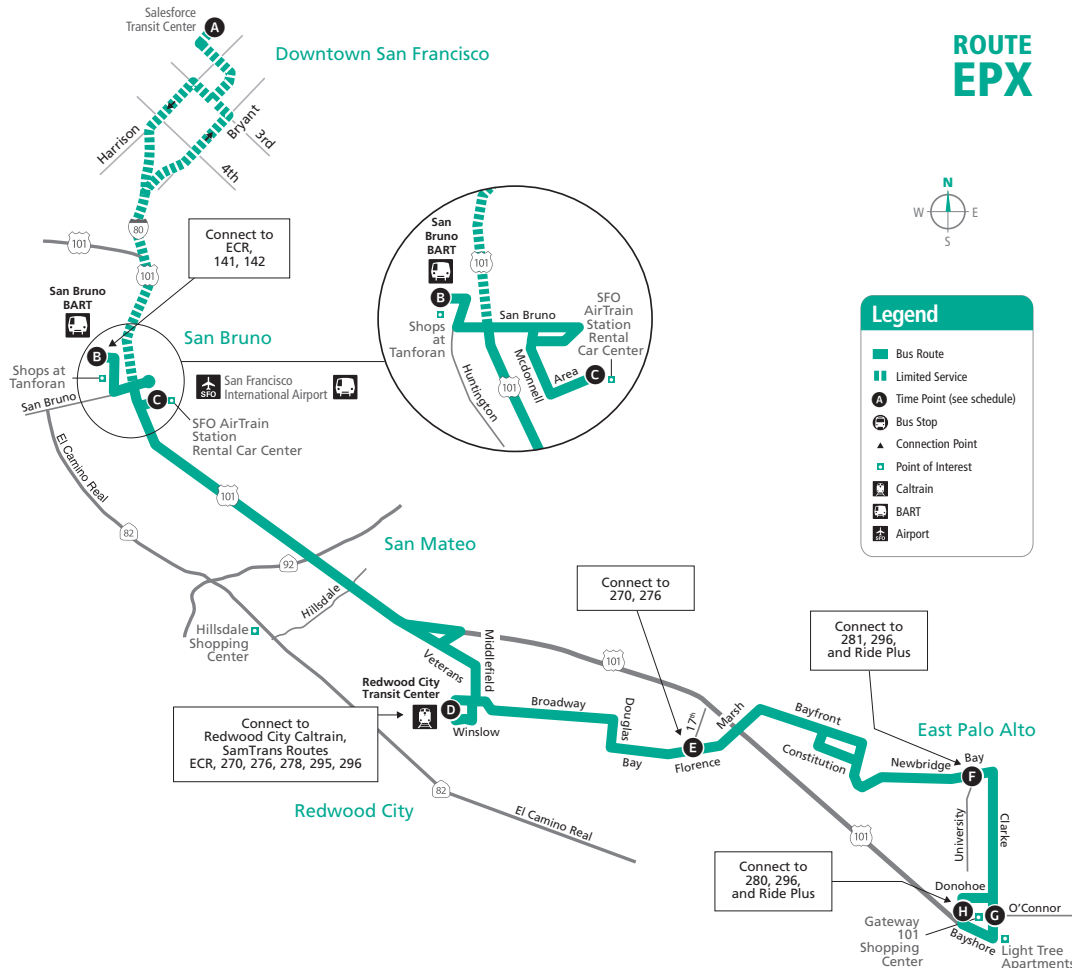 Salesforce
Transit Center
A
Downtown San Francisco
ROUTE
EPX
Harrison
Bryant
3rd
4th
N
W
E
S
80
101
101
Connect to
ECR,
141, 142
San Bruno
BART
B
Shops at
Tanforan
San Bruno
San Bruno
C
SFO
San Francisco
International Airport
SFO AirTrain
Station
Rental Car Center
San
Bruno
BART
101
B
Shops
at
Tanforan
San Bruno
SFO
AirTrain
Station
Rental
Car Center
Huntington
101
Mcdonnell
Area
C
Legend
Bus Route
Limited Service
A
Time Point (see schedule)
Bus Stop
Connection Point
Point of Interest
Caltrain
BART
SFO
Airport
El Camino Real
82
101
92
San Mateo
Hillsdale
Hillsdale
Shopping
Center
Connect to
270, 276
101
Connect to
281, 296,
and Ride Plus
Veterans
Middlefield
Redwood City
Transit Center
D
Winslow
Broadway
Douglas
Bay
17th
E
Florence
Marsh
Bayfront
Constitution
Newbridge
East Palo Alto
Bay
F
University
Clarke
Connect to
Redwood City Caltrain,
SamTrans Routes
ECR, 270, 276, 278, 295, 296
Redwood City
82
El Camino Real
101
Connect to
280, 296,
and Ride Plus
Donohoe
H
G
O'Connor
Gateway
101
Shopping
Center
Bayshore
Light Tree
Apartments